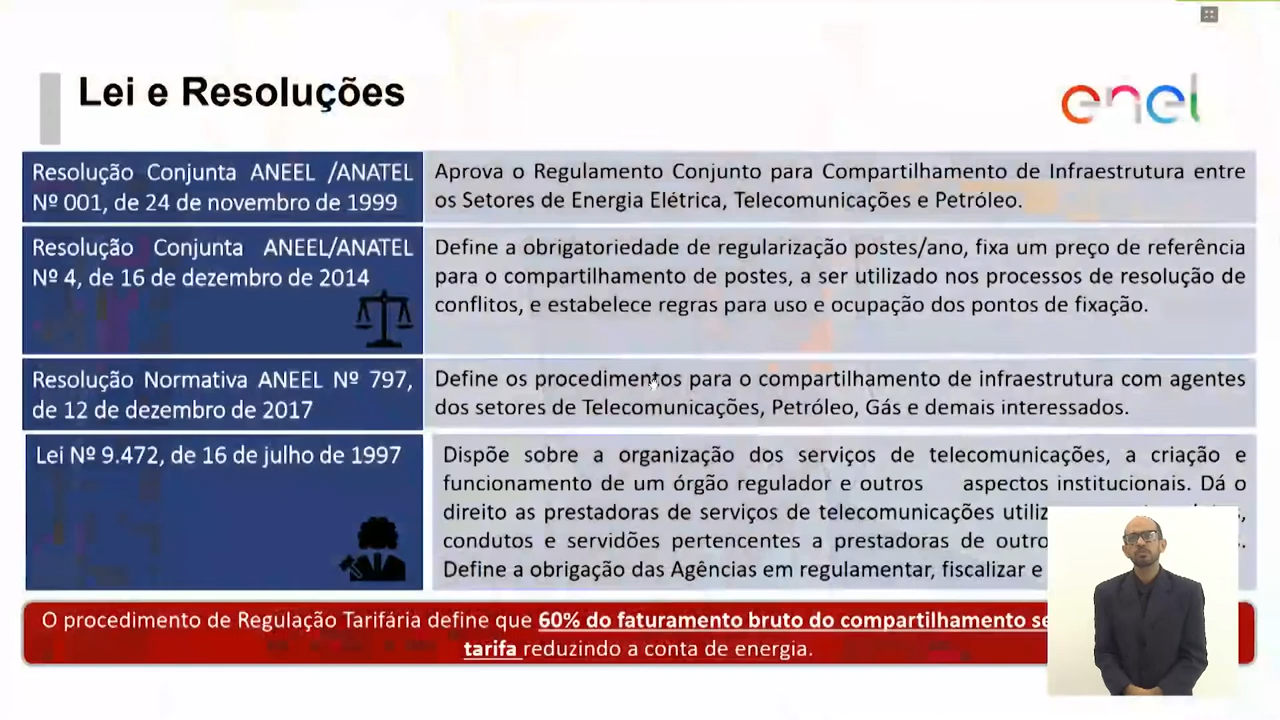 Lei e Resoluções
enel
Resolução Conjunta ANEEL /ANATEL
Nº 001, de 24 de novembro de 1999
Aprova o Regulamento Conjunto para Compartilhamento de Infraestrutura entre
os Setores de Energia Elétrica, Telecomunicações e Petróleo.
Resolução Conjunta ANEEL/ANATEL
Nº 4, de 16 de dezembro de 2014
Define a obrigatoriedade de regularização postes/ano, fixa um preço de referência
para o compartilhamento de postes, a ser utilizado nos processos de resolução de
conflitos, e estabelece regras para uso e ocupação dos pontos de fixação.
Resolução Normativa ANEEL Nº 797,
de 12 de dezembro de 2017
Define os procedimentos para o compartilhamento de infraestrutura com agentes
dos setores de Telecomunicações, Petróleo, Gás e demais interessados.
Lei Nº 9.472, de 16 de julho de 1997
Dispõe sobre a organização dos serviços de telecomunicações, a criação e
funcionamento de um órgão regulador e outros aspectos institucionais. Dá o
direito as prestadoras de serviços de telecomunicações
condutos e servidões pertencentes a prestadoras de
Define a obrigação das Agências em regulamentar, fiscalizar e
O procedimento de Regulação Tarifária define que 60% do faturamento bruto do compartilhamento
tarifa reduzindo a conta de energia.